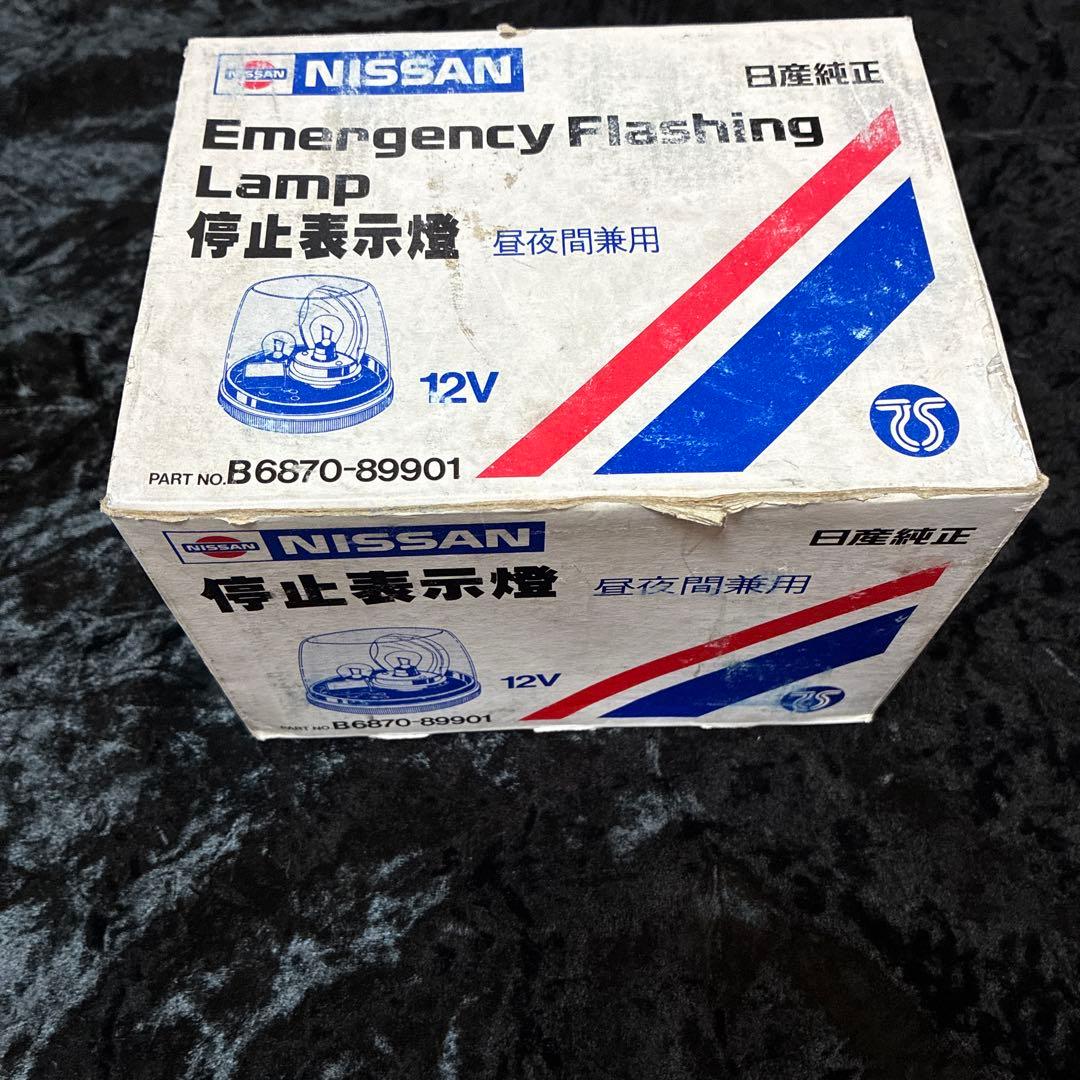 NISSAN NISSAN
日産純正
Emergency Flashing
Lamp
停止表示燈 昼夜間兼用
12V
PART NO.B6870-89901
TS
NISSAN NISSAN
日産純正
停止表示燈 昼夜間兼用
12V
PART NO.B6870-89901
TS